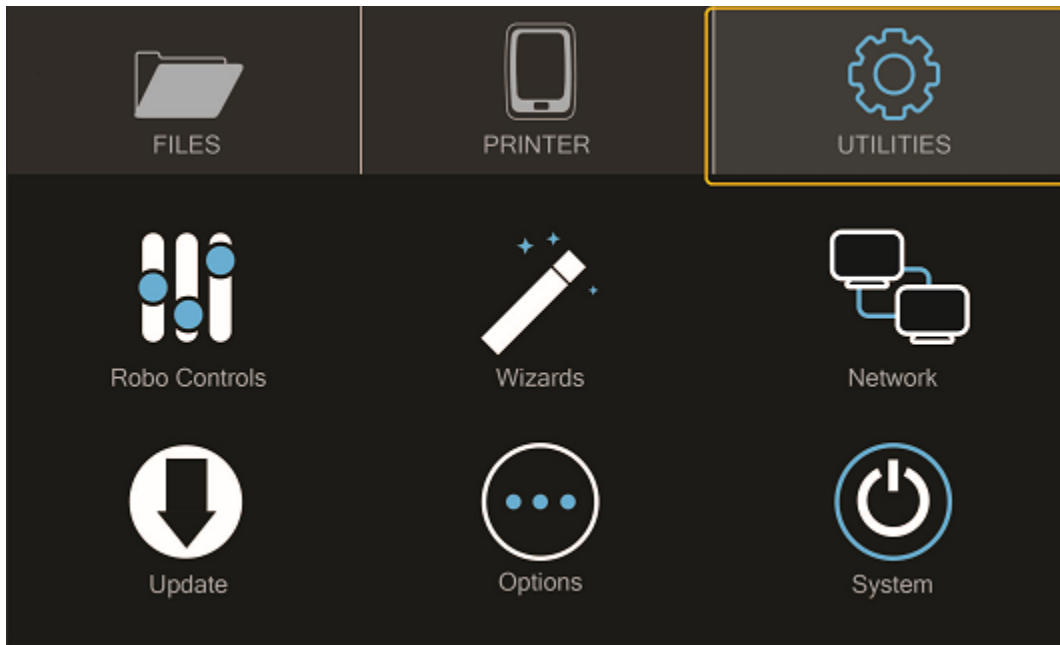 FILES
PRINTER
UTILITIES
Robo Controls
Wizards
Network
Update
Options
System